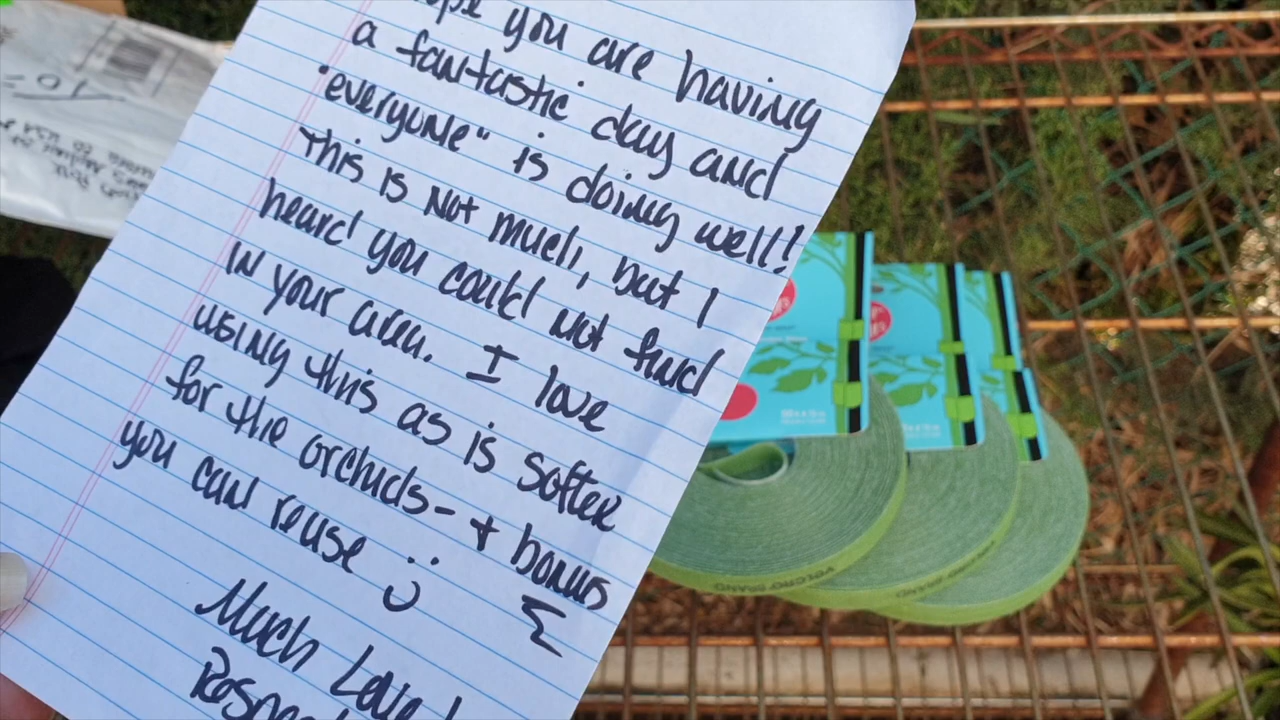 you are having
a fantastic day and
"everyone" is doing well!
This is not much, but I
heard you could not find
in your area. I love
using this as is softer
for the orchids- + bonus
you can reuse
Much Love
VELCRO BRAND